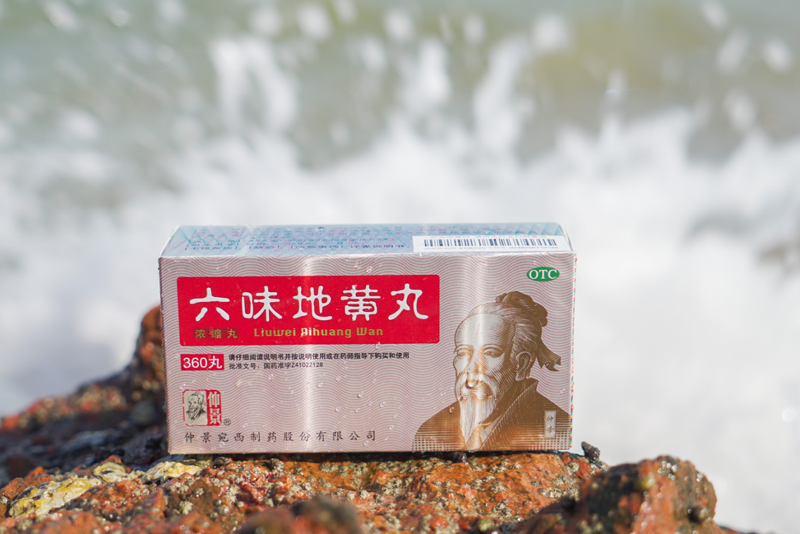 OTC
六味地黄丸
浓缩丸 Liuwei Dihuang Wan
360丸
请仔细阅读说明书并按说明使用或在药师指导下购买和使用
批准文号：国药准字Z41022128
仲景®
仲景宛西制药股份有限公司